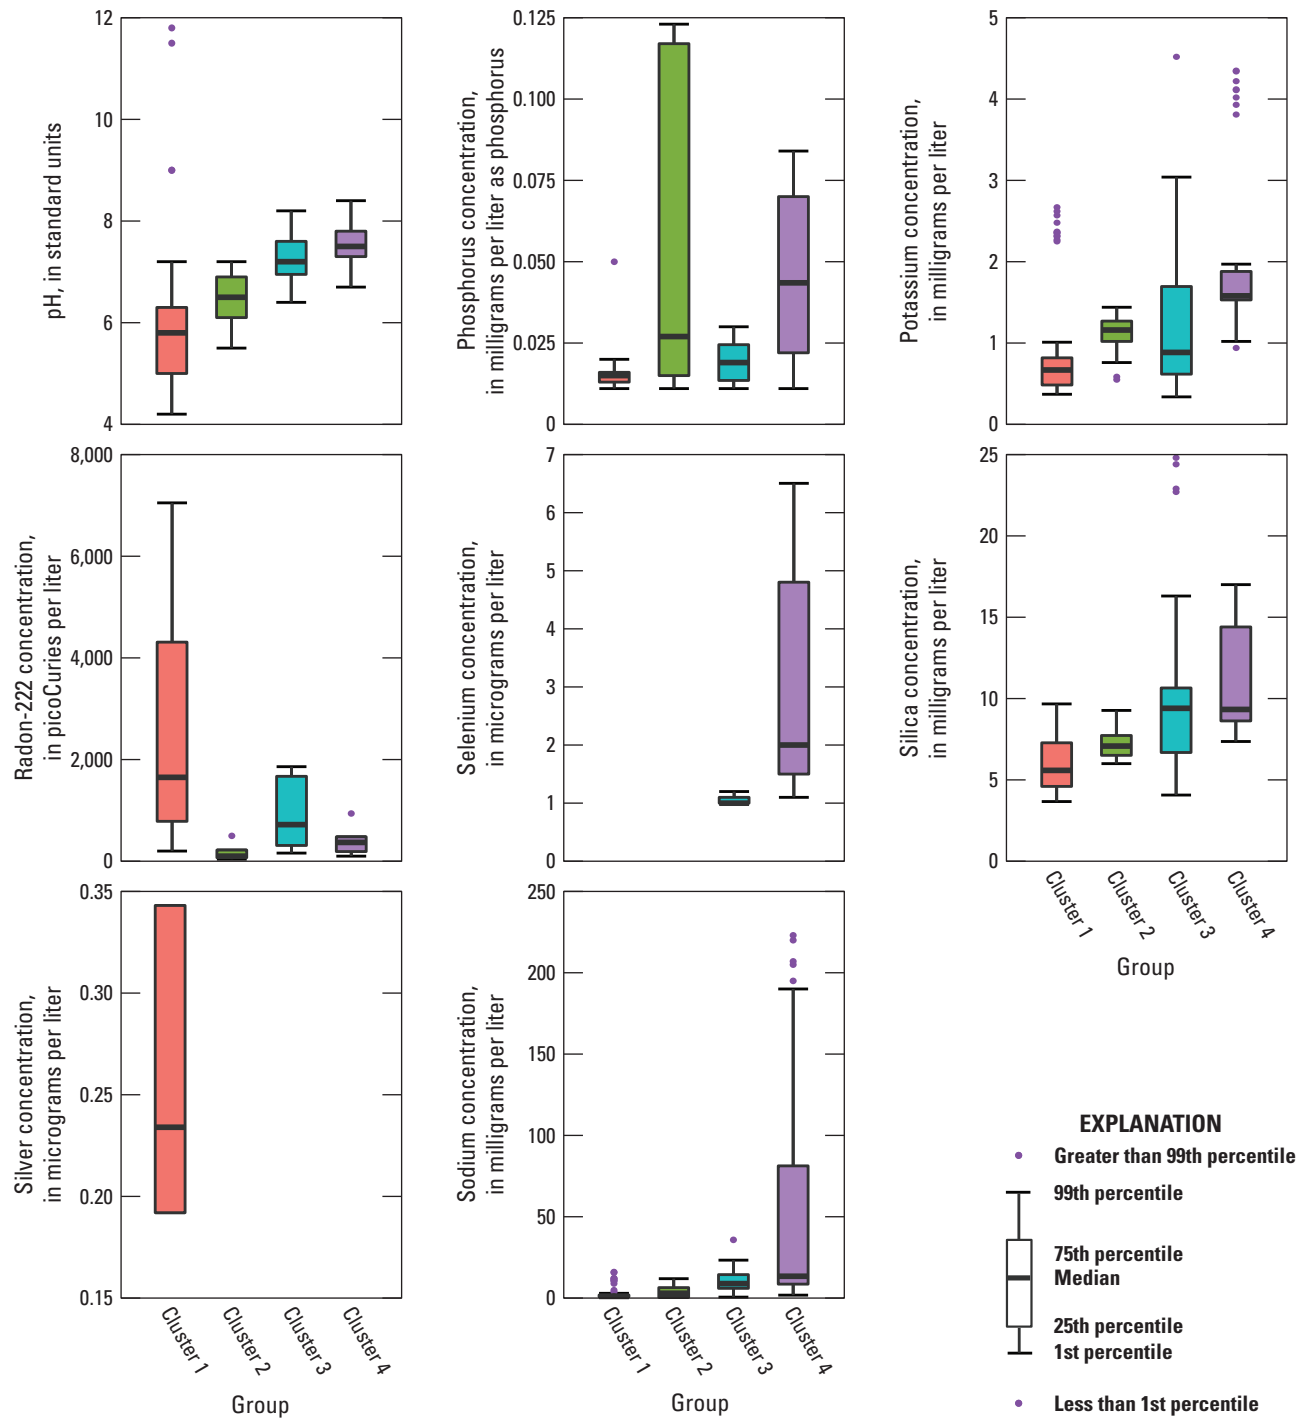 pH, in standard units
12
10
8
6
4
Phosphorus concentration,
in milligrams per liter as phosphorus
0.125
0.100
0.075
0.050
0.025
0
Potassium concentration,
in milligrams per liter
5
4
3
2
1
0
Radon-222 concentration,
in picoCuries per liter
8,000
6,000
4,000
2,000
0
Selenium concentration,
in micrograms per liter
7
6
5
4
3
2
1
0
Silica concentration,
in milligrams per liter
25
20
15
10
5
0
Cluster 1
Cluster 2
Cluster 3
Cluster 4
Group
Silver concentration,
in micrograms per liter
0.35
0.30
0.25
0.20
0.15
Cluster 1
Cluster 2
Cluster 3
Cluster 4
Group
Sodium concentration,
in milligrams per liter
250
200
150
100
50
0
Cluster 1
Cluster 2
Cluster 3
Cluster 4
Group
EXPLANATION
Greater than 99th percentile
99th percentile
75th percentile
Median
25th percentile
1st percentile
Less than 1st percentile